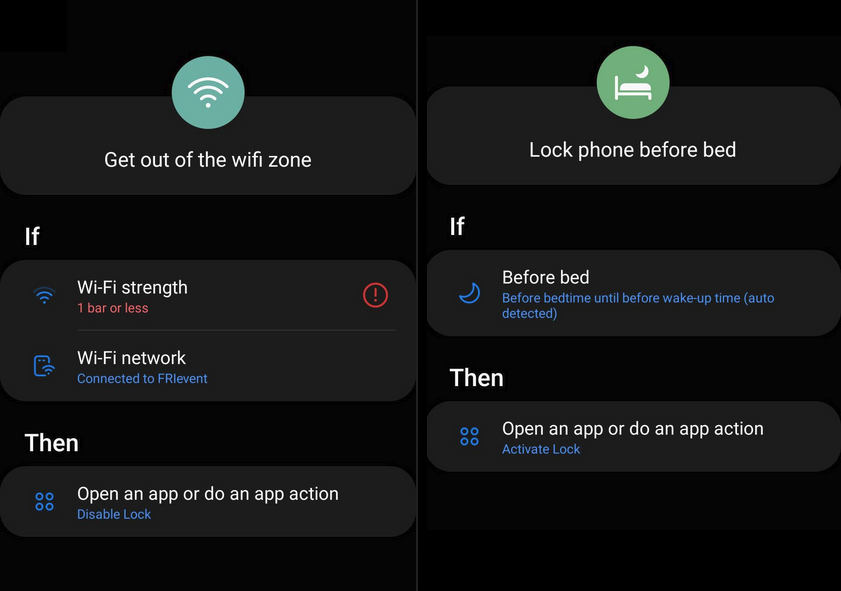 Get out of the wifi zone
If
Wi-Fi strength
1 bar or less
Wi-Fi network
Connected to FRIevent
Then
Open an app or do an app action
Disable Lock
Lock phone before bed
If
Before bed
Before bedtime until before wake-up time (auto
detected)
Then
Open an app or do an app action
Activate Lock